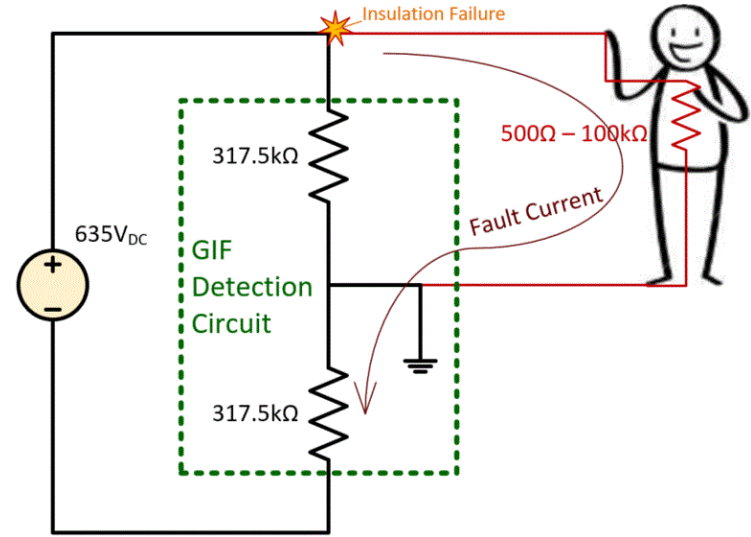 Insulation Failure
317.5kΩ
500Ω – 100kΩ
635VDC
+
–
GIF
Detection
Circuit
Fault Current
317.5kΩ